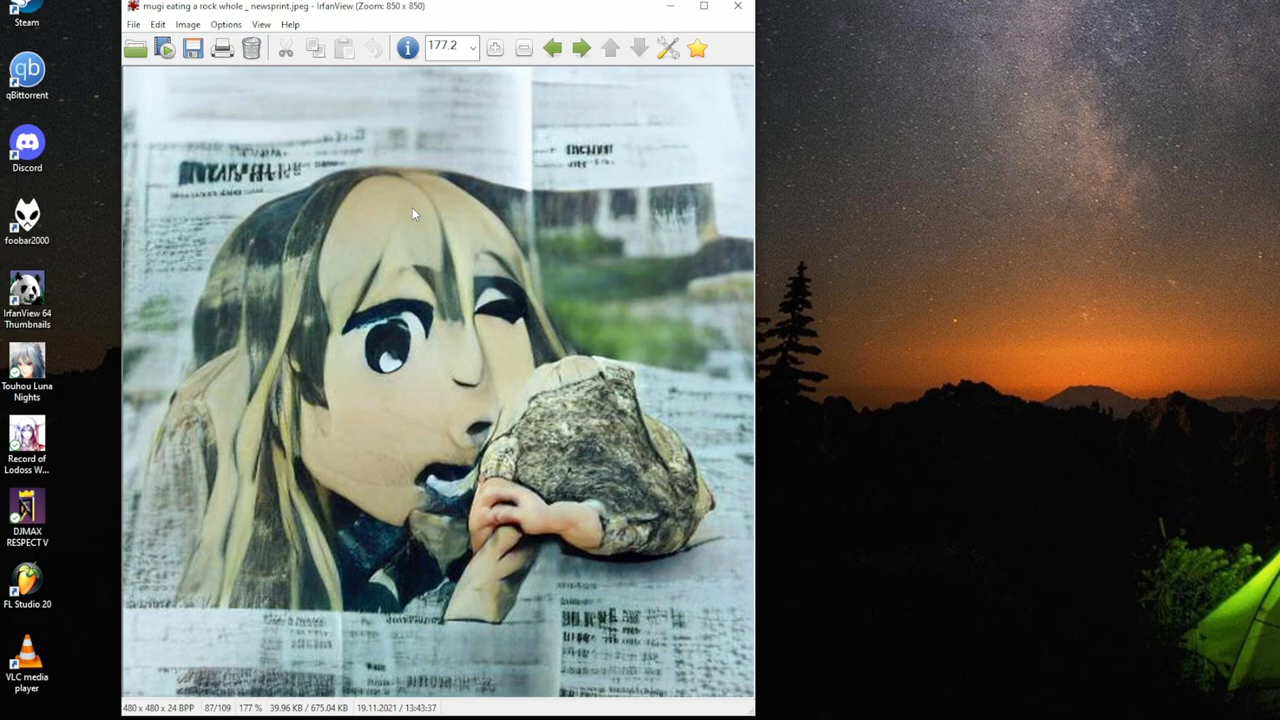 mugi eating a rock whole _ newsprint.jpeg - IrfanView (Zoom: 850 x 850)
File Edit Image Options View Help
177.2
Steam
qBittorrent
Discord
foobar2000
IrfanView 64
Thumbnails
Touhou Luna
Nights
Record of
Lodoss W...
DJMAX
RESPECT V
FL Studio 20
VLC media
player
480 x 480 x 24 BPP 87/109 177 % 39.96 KB / 675.04 KB 19.11.2021 / 13:43:37